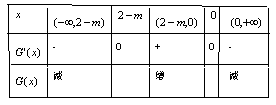 x (-∞,2-m) 2-m (2-m,0) 0 (0,+∞)
G'(x) - 0 + 0 -
G(x) 减 增 减